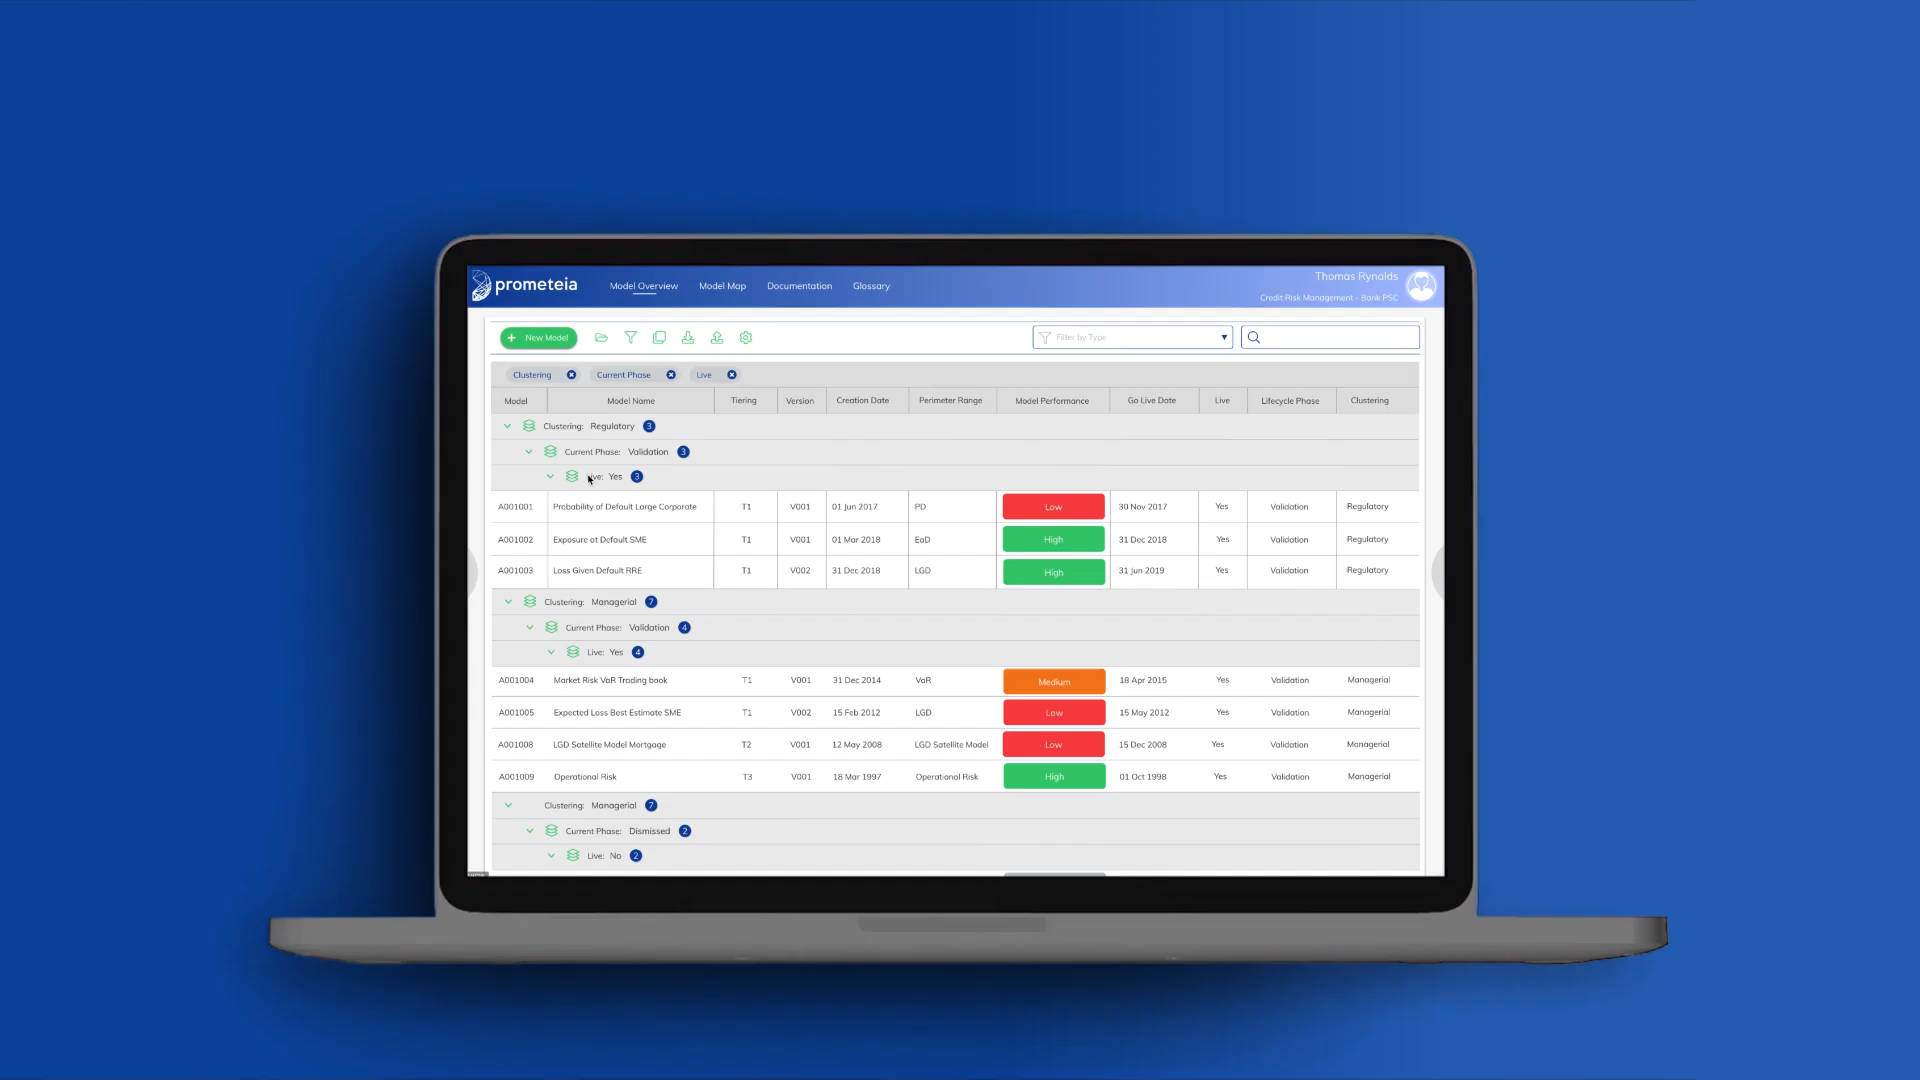 prometeia Model Overview Model Map Documentation Glossary Thomas Rynalds
Credit Risk Management - Bank PSC
+ New Model Filter by Type
Clustering Current Phase Live
Model Model Name Tiering Version Creation Date Perimeter Range Model Performance Go Live Date Live Lifecycle Phase Clustering
Clustering: Regulatory 3
Current Phase: Validation 3
Live: Yes 3
A001001 Probability of Default Large Corporate T1 V001 01 Jun 2017 PD Low 30 Nov 2017 Yes Validation Regulatory
A001002 Exposure at Default SME T1 V001 01 Mar 2018 EaD High 31 Dec 2018 Yes Validation Regulatory
A001003 Loss Given Default RRE T1 V002 31 Dec 2018 LGD High 31 Jun 2019 Yes Validation Regulatory
Clustering: Managerial 7
Current Phase: Validation 4
Live: Yes 4
A001004 Market Risk VaR Trading book T1 V001 31 Dec 2014 VaR Medium 18 Apr 2015 Yes Validation Managerial
A001005 Expected Loss Best Estimate SME T1 V002 15 Feb 2012 LGD Low 15 May 2012 Yes Validation Managerial
A001008 LGD Satellite Model Mortgage T2 V001 12 May 2008 LGD Satellite Model Low 15 Dec 2008 Yes Validation Managerial
A001009 Operational Risk T3 V001 18 Mar 1997 Operational Risk High 01 Oct 1998 Yes Validation Managerial
Clustering: Managerial 7
Current Phase: Dismissed 2
Live: No 2